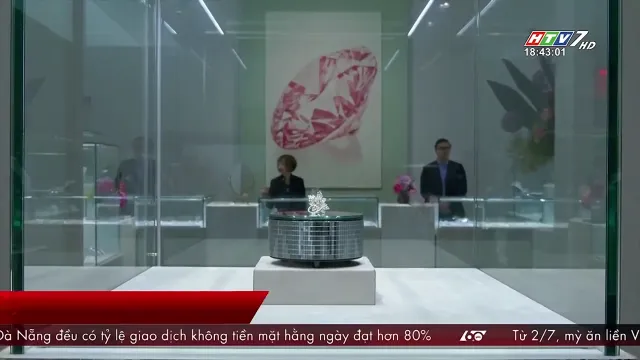 HTV7 HD
18:43:01
Đà Nẵng đều có tỷ lệ giao dịch không tiền mặt hằng ngày đạt hơn 80% Từ 2/7, mỳ ăn liền V